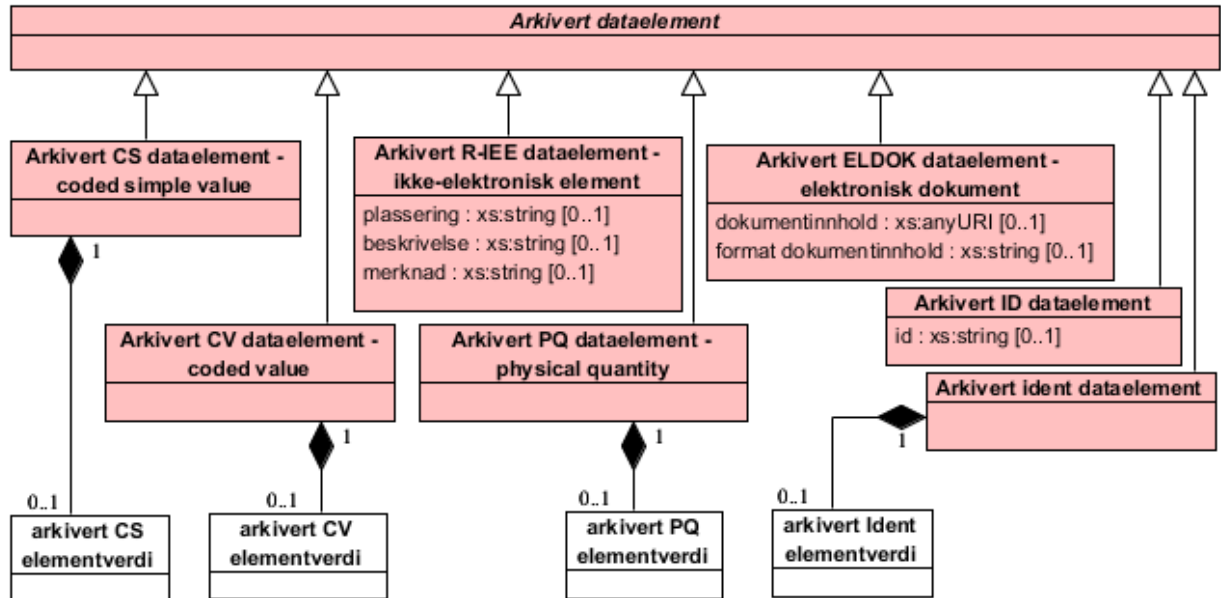 Arkivert dataelement
Arkivert CS dataelement -
coded simple value
1
Arkivert R-IEE dataelement -
ikke-elektronisk element
plassering : xs:string [0..1]
beskrivelse : xs:string [0..1]
merknad : xs:string [0..1]
Arkivert ELDOK dataelement -
elektronisk dokument
dokumentinnhold : xs:anyURI [0..1]
format dokumentinnhold : xs:string [0..1]
Arkivert ID dataelement
id : xs:string [0..1]
Arkivert CV dataelement -
coded value
1
Arkivert PQ dataelement -
physical quantity
1
Arkivert ident dataelement
1
0..1
arkivert CS
elementverdi
0..1
arkivert CV
elementverdi
0..1
arkivert PQ
elementverdi
0..1
arkivert Ident
elementverdi